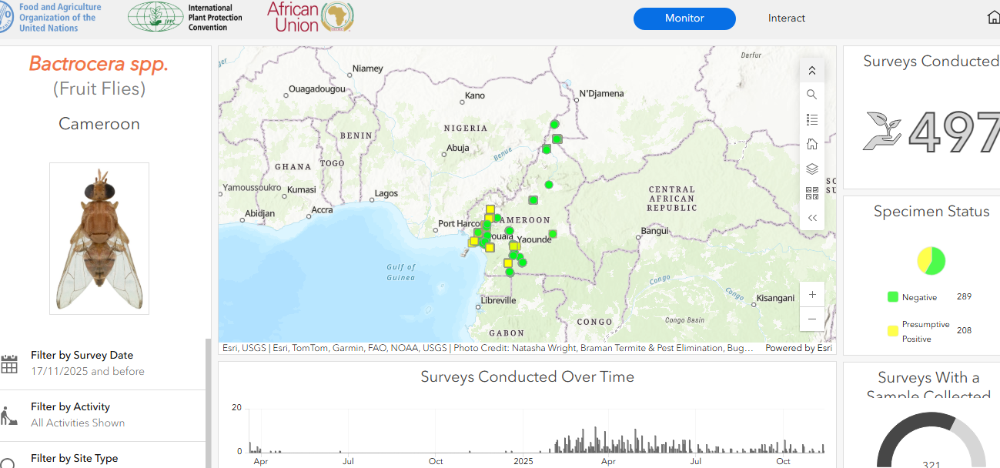 Food and Agriculture
Organization of the
United Nations
IPPC
International
Plant Protection
Convention
African
Union
Monitor
Interact
Bactrocera spp.
(Fruit Flies)
Cameroon
Filter by Survey Date
17/11/2025 and before
Filter by Activity
All Activities Shown
Filter by Site Type
Darfur
Niamey
Ouagadougou
Kano
N'Djamena
NIGERIA
BENIN
Abuja
Benue
GHANA
TOGO
Yamoussoukro
Kumasi
Lagos
CENTRAL
AFRICAN
REPUBLIC
Abidjan
Accra
Port Harco
CAMEROON
ouala
Yaounde
Bangui
Gulf of
Guinea
Congo
Congo
Kisangani
Libreville
CONGO
Congo Basin
GABON
Esri, USGS | Esri, TomTom, Garmin, FAO, NOAA, USGS | Photo Credit: Natasha Wright, Braman Termite & Pest Elimination, Bug...
Powered by Esri
Surveys Conducted Over Time
20
0
Apr
Jul
Oct
2025
Apr
Jul
Oct
Surveys Conducted
497
Specimen Status
Negative 289
Presumptive
Positive 208
Surveys With a
Sample Collected
321